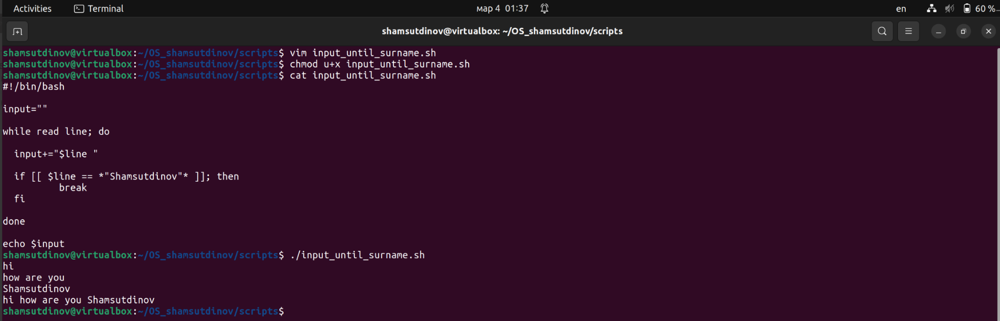 Activities Terminal мар 4 01:37 en 60 %
shamsutdinov@virtualbox: ~/OS_shamsutdinov/scripts
shamsutdinov@virtualbox:~/OS_shamsutdinov/scripts$ vim input_until_surname.sh
shamsutdinov@virtualbox:~/OS_shamsutdinov/scripts$ chmod u+x input_until_surname.sh
shamsutdinov@virtualbox:~/OS_shamsutdinov/scripts$ cat input_until_surname.sh
#!/bin/bash
input=""
while read line; do
  input+="$line "
  if [[ $line == *"Shamsutdinov"* ]]; then
          break
  fi
done
echo $input
shamsutdinov@virtualbox:~/OS_shamsutdinov/scripts$ ./input_until_surname.sh
hi
how are you
Shamsutdinov
hi how are you Shamsutdinov
shamsutdinov@virtualbox:~/OS_shamsutdinov/scripts$